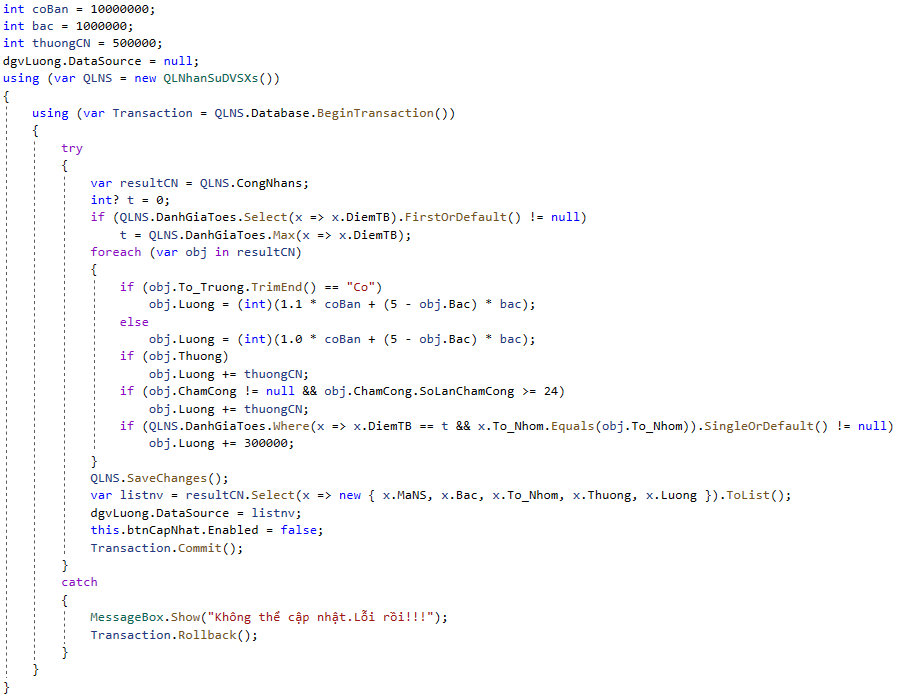 int coBan = 10000000;
int bac = 1000000;
int thuongCN = 500000;
dgvLuong.DataSource = null;
using (var QLNS = new QLNhanSuDVSXs())
{
    using (var Transaction = QLNS.Database.BeginTransaction())
    {
        try
        {
            var resultCN = QLNS.CongNhans;
            int? t = 0;
            if (QLNS.DanhGiaToes.Select(x => x.DiemTB).FirstOrDefault() != null)
                t = QLNS.DanhGiaToes.Max(x => x.DiemTB);
            foreach (var obj in resultCN)
            {
                if (obj.To_Truong.TrimEnd() == "Co")
                    obj.Luong = (int)(1.1 * coBan + (5 - obj.Bac) * bac);
                else
                    obj.Luong = (int)(1.0 * coBan + (5 - obj.Bac) * bac);
                if (obj.Thuong)
                    obj.Luong += thuongCN;
                if (obj.ChamCong != null && obj.ChamCong.SoLanChamCong >= 24)
                    obj.Luong += thuongCN;
                if (QLNS.DanhGiaToes.Where(x => x.DiemTB == t && x.To_Nhom.Equals(obj.To_Nhom)).SingleOrDefault() != null)
                    obj.Luong += 300000;
            }
            QLNS.SaveChanges();
            var listnv = resultCN.Select(x => new { x.MaNS, x.Bac, x.To_Nhom, x.Thuong, x.Luong }).ToList();
            dgvLuong.DataSource = listnv;
            this.btnCapNhat.Enabled = false;
            Transaction.Commit();
        }
        catch
        {
            MessageBox.Show("Không thể cập nhật.Lỗi rồi!!!");
            Transaction.Rollback();
        }
    }
}